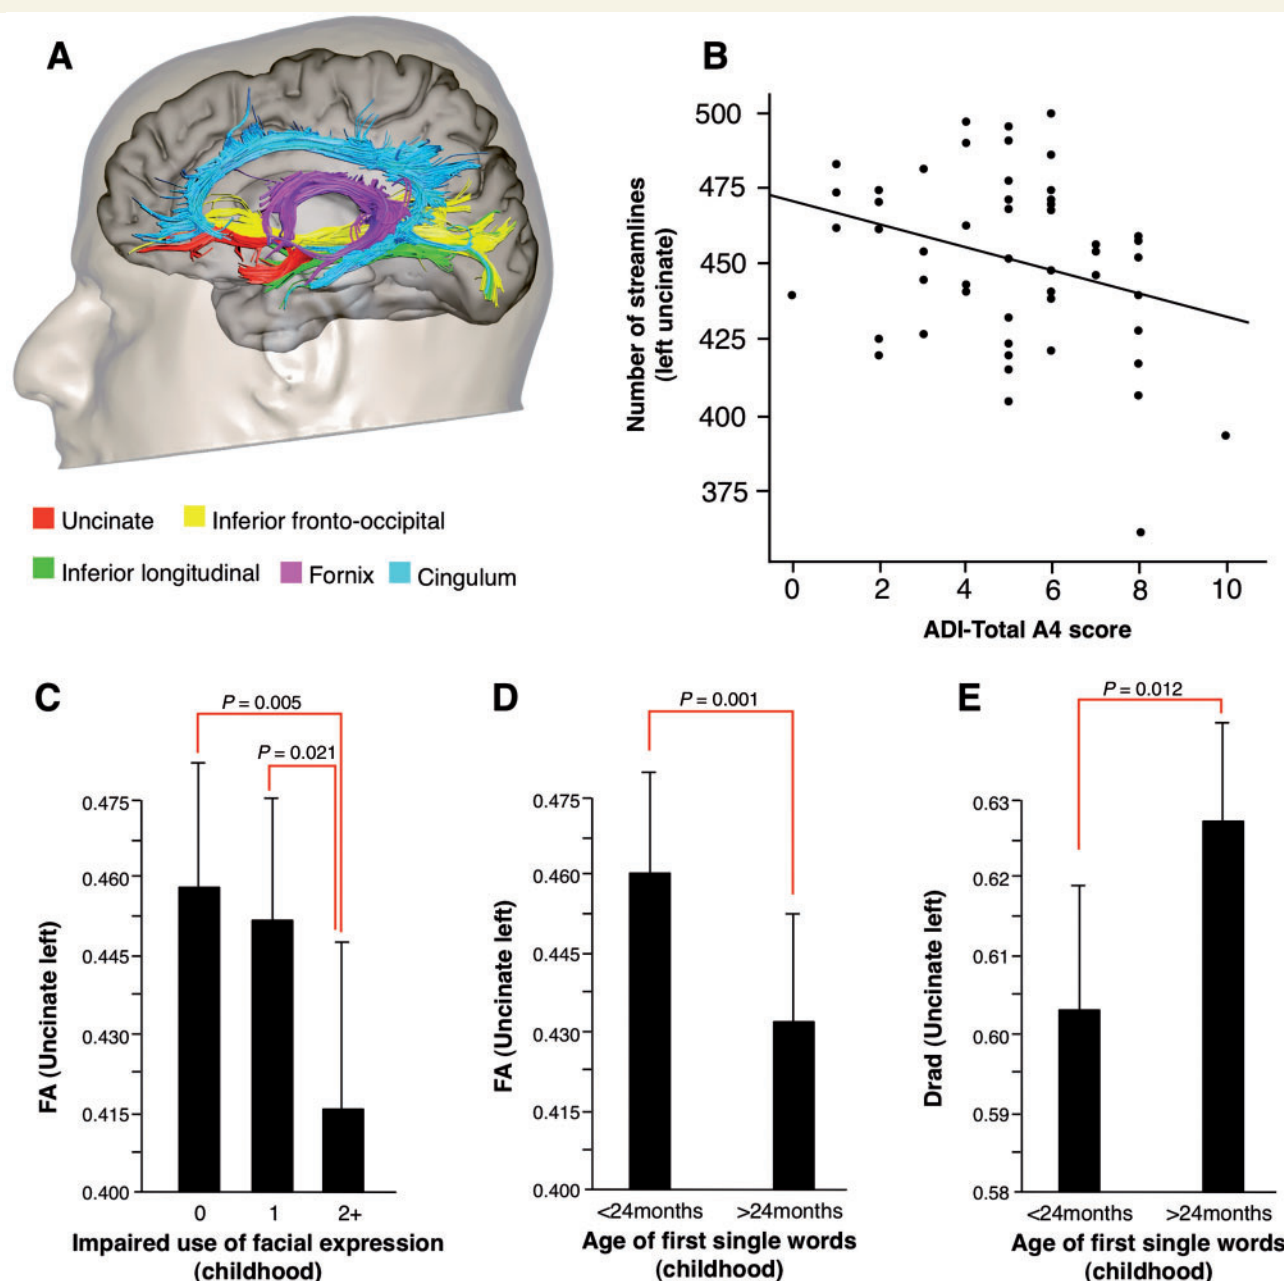 A
Uncinate
Inferior fronto-occipital
Inferior longitudinal
Fornix
Cingulum
B
Number of streamlines
(left uncinate)
500
475
450
425
400
375
0 2 4 6 8 10
ADI-Total A4 score
C
P = 0.005
P = 0.021
FA (Uncinate left)
0.475
0.460
0.445
0.430
0.415
0.400
0 1 2+
Impaired use of facial expression
(childhood)
D
P = 0.001
FA (Uncinate left)
0.475
0.460
0.445
0.430
0.415
0.400
<24months >24months
Age of first single words
(childhood)
E
P = 0.012
Drad (Uncinate left)
0.63
0.62
0.61
0.60
0.59
0.58
<24months >24months
Age of first single words
(childhood)